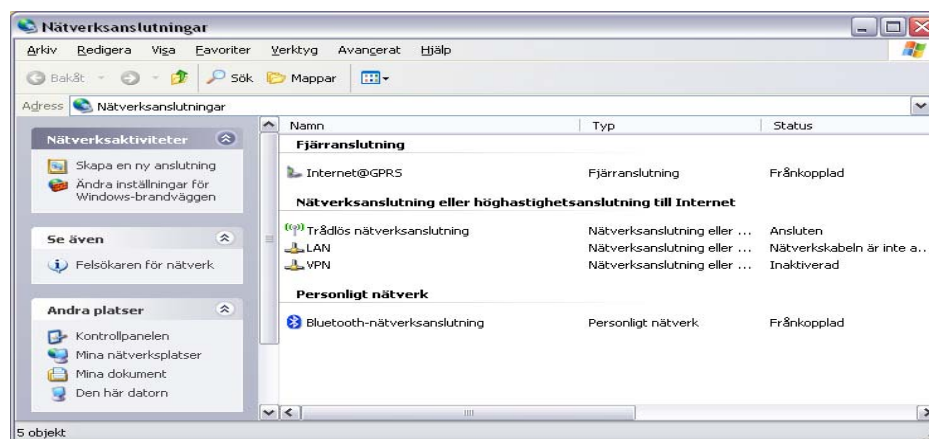 Nätverksanslutningar
Arkiv Redigera Visa Favoriter Verktyg Avancerat Hjälp
Bakåt Sök Mappar
Adress Nätverksanslutningar
Nätverksaktiviteter
Skapa en ny anslutning
Ändra inställningar för
Windows-brandväggen
Se även
Felsökaren för nätverk
Andra platser
Kontrollpanelen
Mina nätverksplatser
Mina dokument
Den här datorn
Namn Typ Status
Fjärranslutning
Internet@GPRS Fjärranslutning Frånkopplad
Nätverksanslutning eller höghastighetsanslutning till Internet
Trådlös nätverksanslutning Nätverksanslutning eller ... Ansluten
LAN Nätverksanslutning eller ... Nätverkskabeln är inte a...
VPN Nätverksanslutning eller ... Inaktiverad
Personligt nätverk
Bluetooth-nätverksanslutning Personligt nätverk Frånkopplad
5 objekt